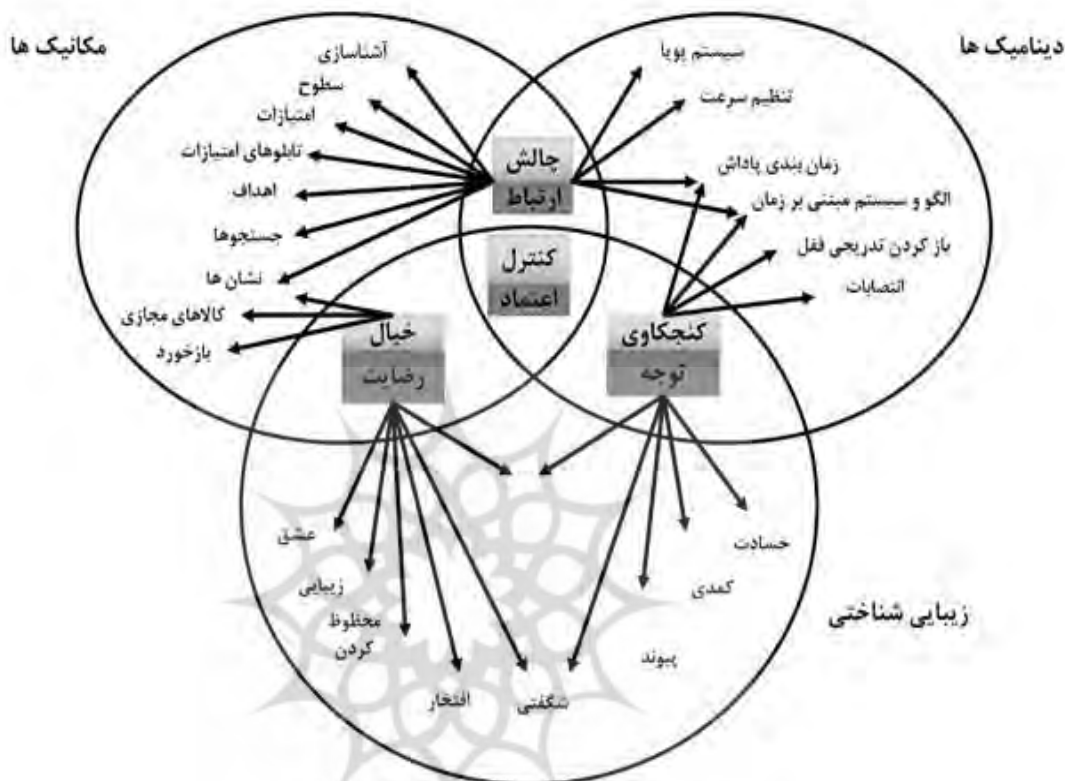 مکانیک ها
دینامیک ها
آشناسازی
سطوح
امتیازات
تابلوهای امتیازات
اهداف
جستجوها
نشان ها
کالاهای مجازی
بازخورد
سیستم پویا
تنظیم سرعت
زمان بندی پاداش
الگو و سیستم مبتنی بر زمان
باز کردن تدریجی قفل
انتصابات
چالش
ارتباط
کنترل
اعتماد
خیال
رضایت
کنجکاوی
توجه
عشق
زیبایی
محظوظ
کردن
افتخار
شگفتی
پیوند
کمدی
حسادت
زیبایی شناختی